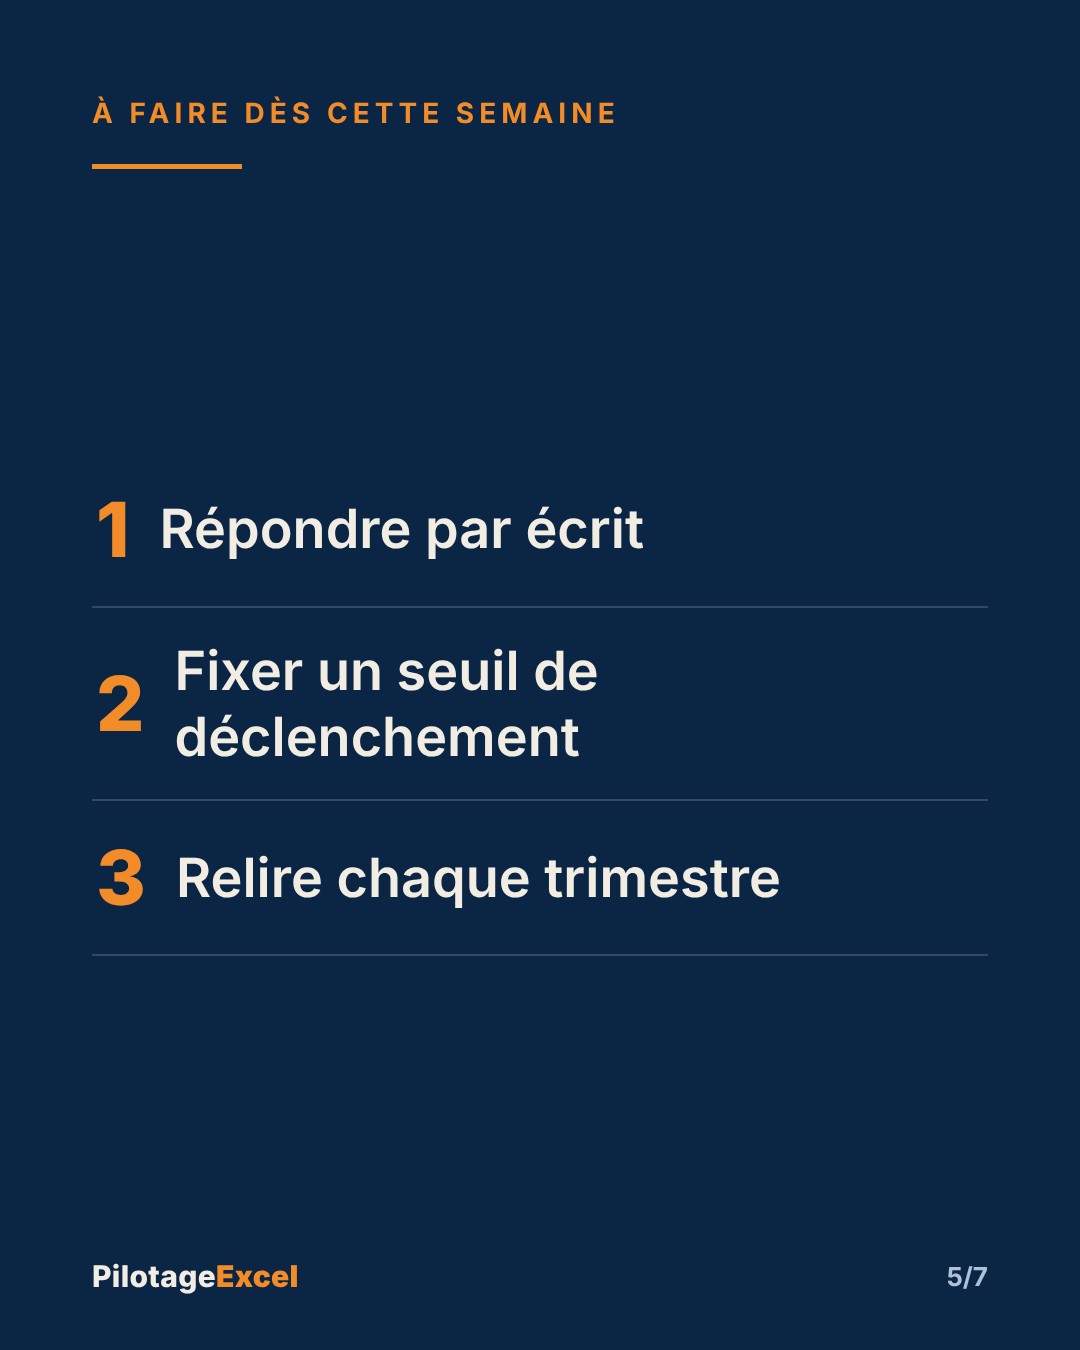 À FAIRE DÈS CETTE SEMAINE
1 Répondre par écrit
2 Fixer un seuil de
déclenchement
3 Relire chaque trimestre
PilotageExcel
5/7